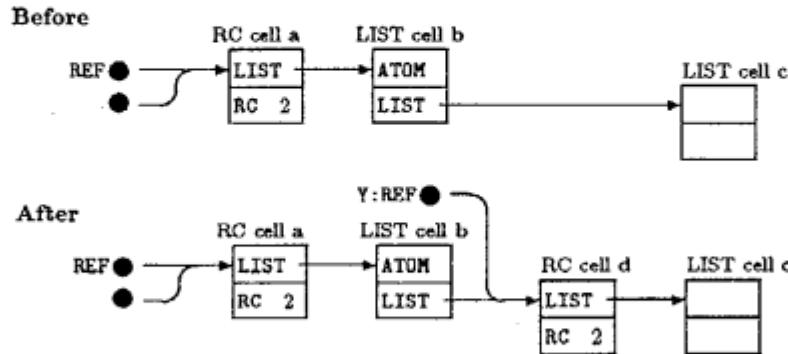 Before
RC cell a LIST cell b
REF LIST ATOM LIST cell c
RC 2 LIST
Y:REF
After
RC cell a LIST cell b
REF LIST ATOM RC cell d LIST cell c
RC 2 LIST LIST
RC 2